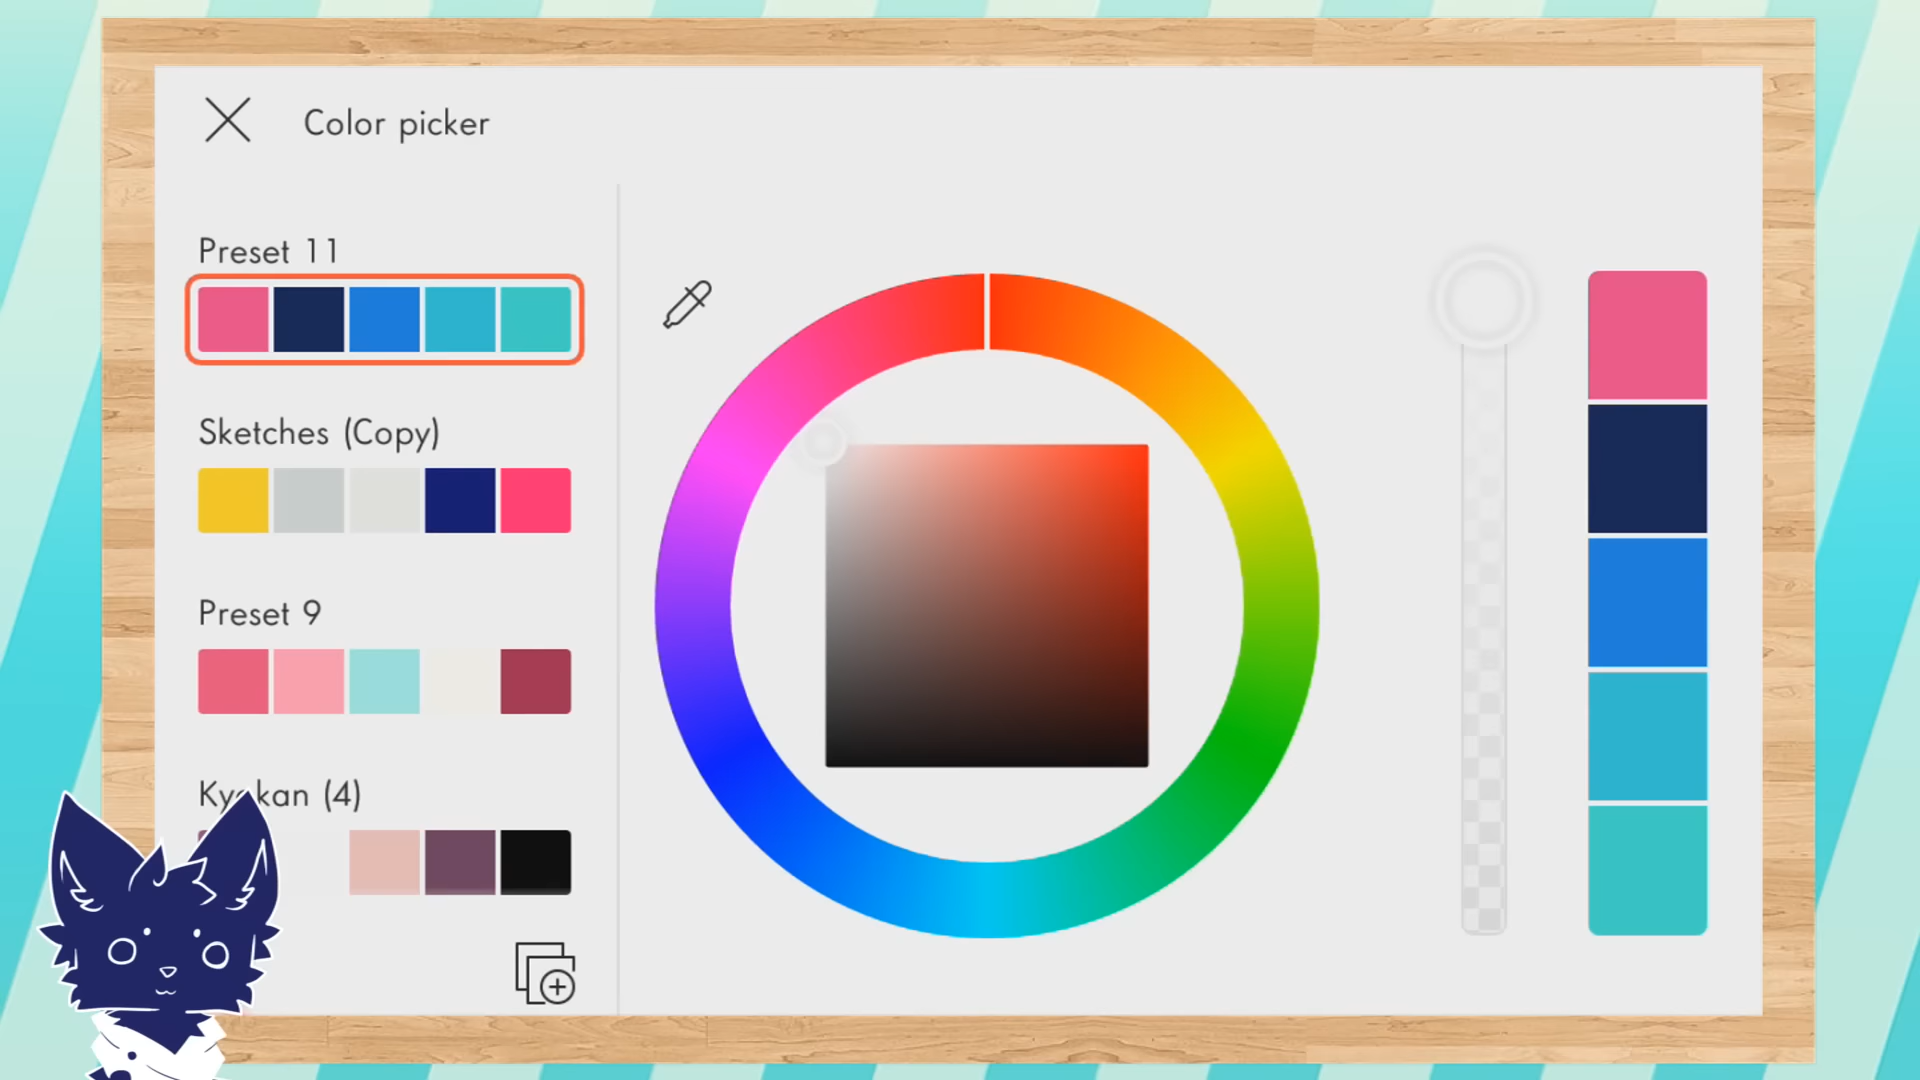 Color picker
Preset 11
Sketches (Copy)
Preset 9
(4)